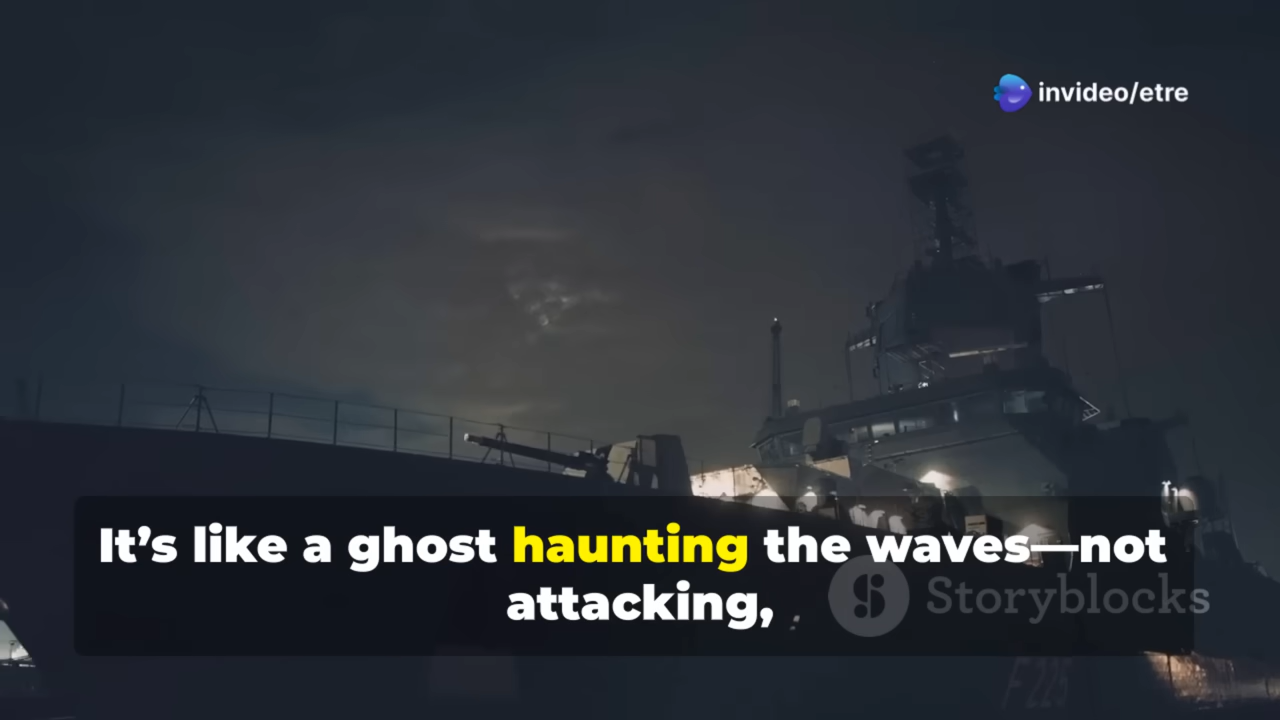 invideo/etre
It’s like a ghost haunting the waves—not
attacking,
Storyblocks